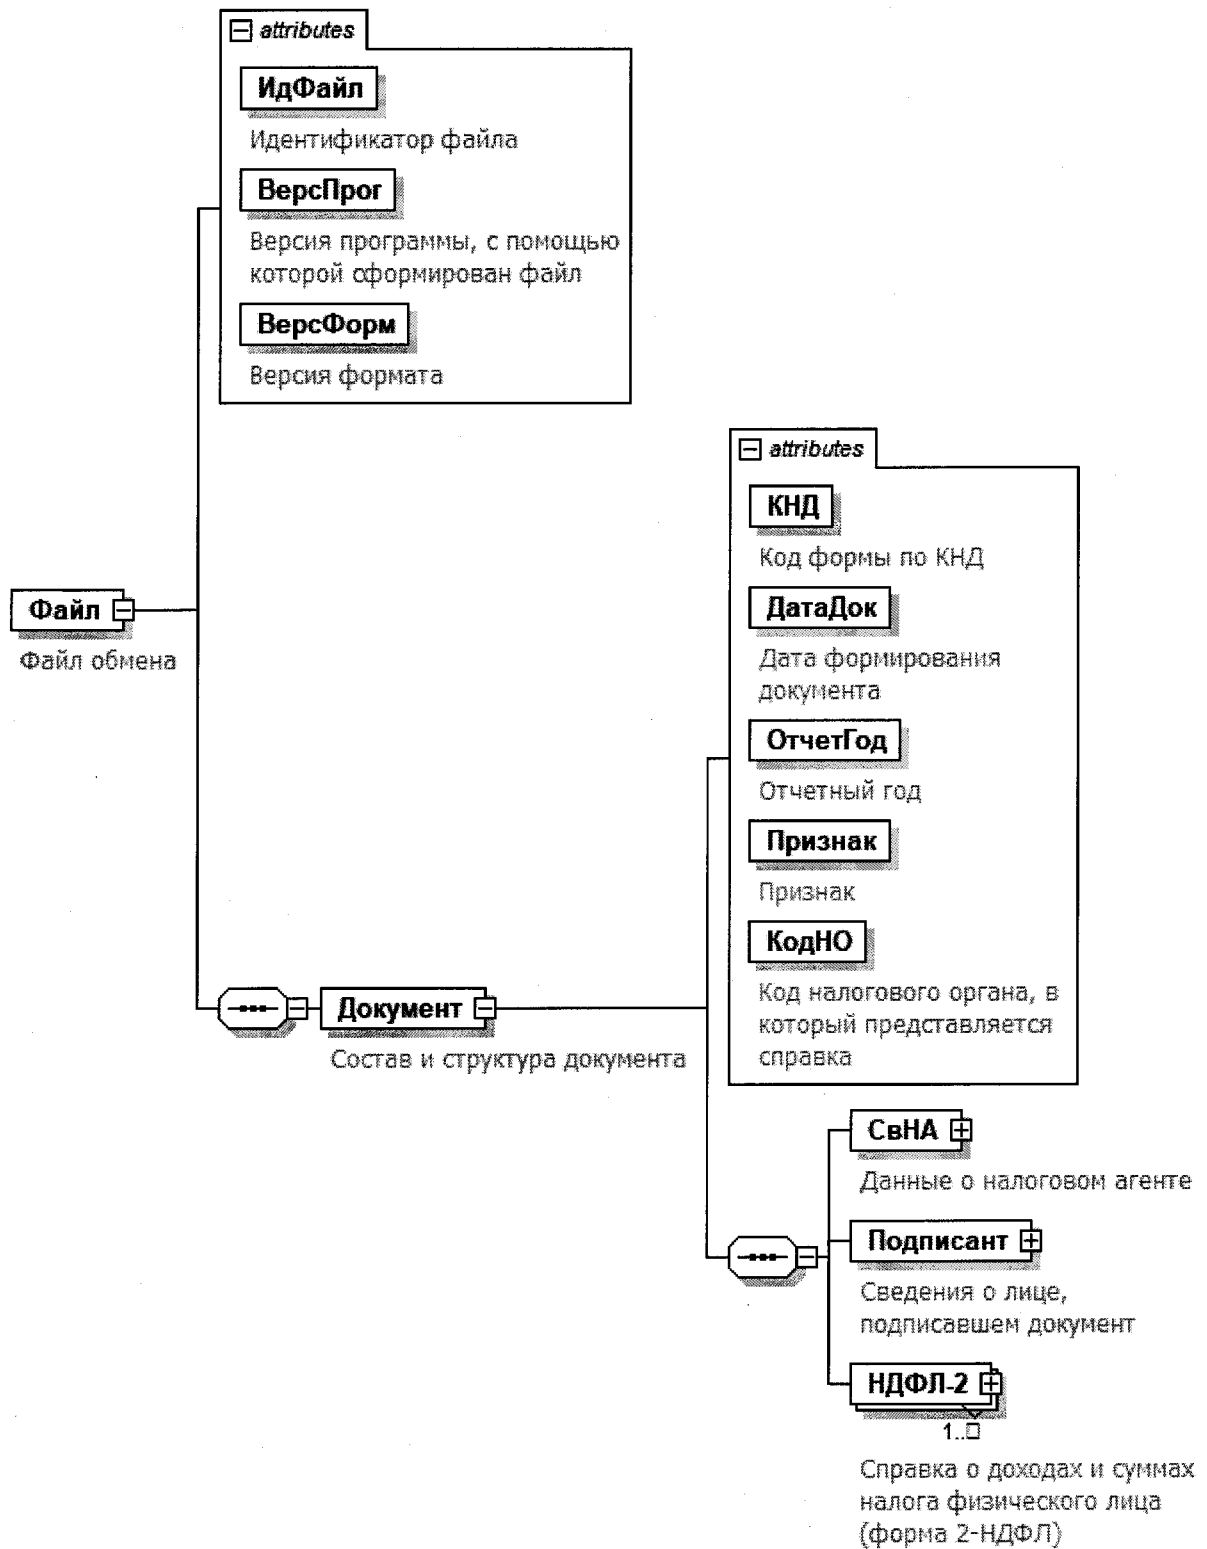 attributes
ИдФайл
Идентификатор файла
ВерсПрог
Версия программы, с помощью
которой сформирован файл
ВерсФорм
Версия формата
Файл
Файл обмена
attributes
КНД
Код формы по КНД
ДатаДок
Дата формирования
документа
ОтчетГод
Отчетный год
Признак
Признак
КодНО
Код налогового органа, в
который представляется
справка
Документ
Состав и структура документа
СвНА
Данные о налоговом агенте
Подписант
Сведения о лице,
подписавшем документ
НДФЛ-2
1..□
Справка о доходах и суммах
налога физического лица
(форма 2-НДФЛ)